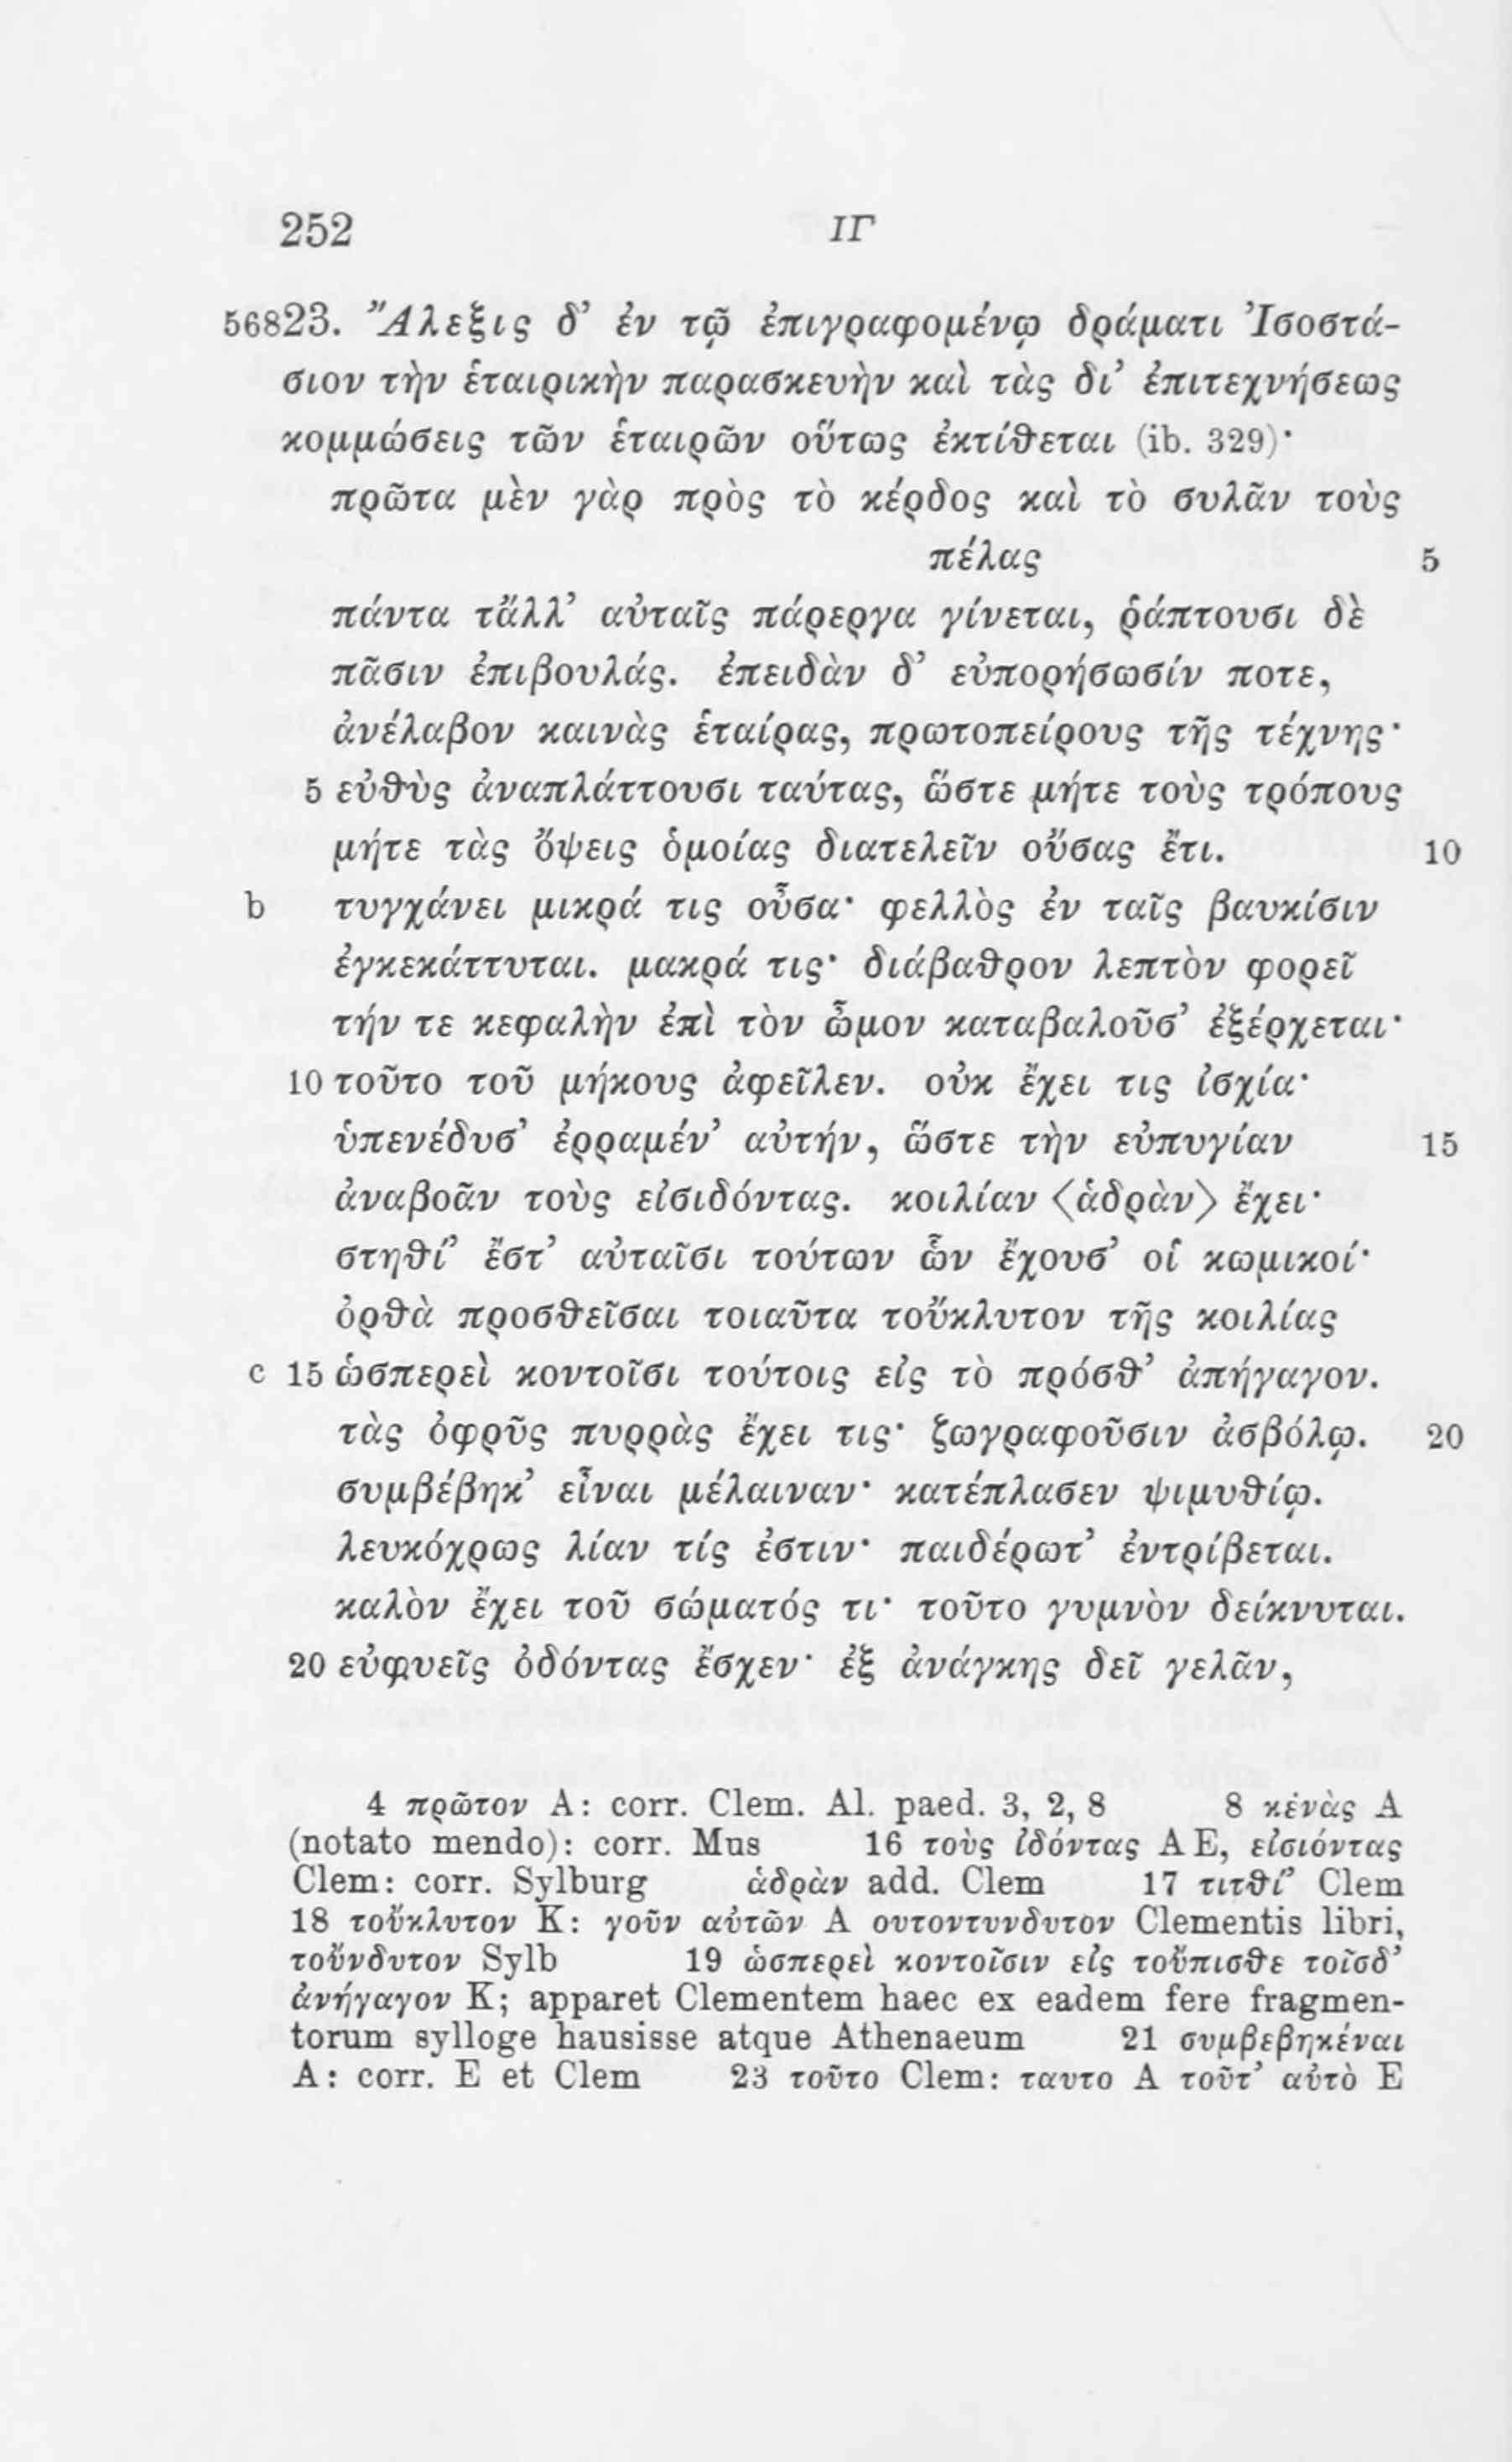 252 ΙΓ
56823. Ἄλεξις δ’ ἐν τῷ ἐπιγραφομένῳ δράματι Ἰσοστά-
σιον τὴν ἑταιρικὴν παρασκευὴν καὶ τὰς δι’ ἐπιτεχνήσεως
κομμώσεις τῶν ἑταιρῶν οὕτως ἐκτίθεται (ib. 329)·
πρῶτα μὲν γὰρ πρὸς τὸ κέρδος καὶ τὸ συλᾶν τοὺς
πέλας 5
πάντα τἄλλ’ αὐταῖς πάρεργα γίνεται, ῥάπτουσι δὲ
πᾶσιν ἐπιβουλάς. ἐπειδὰν δ’ εὐπορήσωσίν ποτε,
ἀνέλαβον καινὰς ἑταίρας, πρωτοπείρους τῆς τέχνης·
5 εὐθὺς ἀναπλάττουσι ταύτας, ὥστε μήτε τοὺς τρόπους
μήτε τὰς ὄψεις ὁμοίας διατελεῖν οὔσας ἔτι. 10
b τυγχάνει μικρά τις οὖσα· φελλὸς ἐν ταῖς βαυκίσιν
ἐγκεκάττυται. μακρά τις· διάβαθρον λεπτὸν φορεῖ
τήν τε κεφαλὴν ἐπὶ τὸν ὦμον καταβαλοῦσ’ ἐξέρχεται·
10 τοῦτο τοῦ μήκους ἀφεῖλεν. οὐκ ἔχει τις ἰσχία·
ὑπενέδυσ’ ἐρραμέν’ αὐτήν, ὥστε τὴν εὐπυγίαν 15
ἀναβοᾶν τοὺς εἰσιδόντας. κοιλίαν <ἁδρὰν> ἔχει·
στηθί’ ἔστ’ αὐταῖσι τούτων ὧν ἔχουσ’ οἱ κωμικοί·
ὀρθὰ προσθεῖσαι τοιαῦτα τοὔκλυτον τῆς κοιλίας
c 15 ὡσπερεὶ κοντοῖσι τούτοις εἰς τὸ πρόσθ’ ἀπήγαγον.
τὰς ὀφρῦς πυρρὰς ἔχει τις· ζωγραφοῦσιν ἀσβόλῳ. 20
συμβέβηκ’ εἶναι μέλαιναν· κατέπλασεν ψιμυθίῳ.
λευκόχρως λίαν τίς ἐστιν· παιδέρωτ’ ἐντρίβεται.
καλὸν ἔχει τοῦ σώματός τι· τοῦτο γυμνὸν δείκνυται.
20 εὐφυεῖς ὀδόντας ἔσχεν· ἐξ ἀνάγκης δεῖ γελᾶν,
4 πρῶτον A: corr. Clem. Al. paed. 3, 2, 8 8 κἐνὰς A
(notato mendo): corr. Mus 16 τοὺς ἰδόντας AE, εἰσιόντας
Clem: corr. Sylburg ἁδρὰν add. Clem 17 τιτθί’ Clem
18 τοὔκλυτον K: γοῦν αὐτῶν A ουτοντυνδυτον Clementis libri,
τοὔνδυτον Sylb 19 ὡσπερεὶ κοντοῖσιν εἰς τοὔπισθε τοῖσδ’
ἀνήγαγον K; apparet Clementem haec ex eadem fere fragmen-
torum sylloge hausisse atque Athenaeum 21 συμβεβηκέναι
A: corr. E et Clem 23 τοῦτο Clem: ταυτο A τοῦτ’ αὐτὸ E